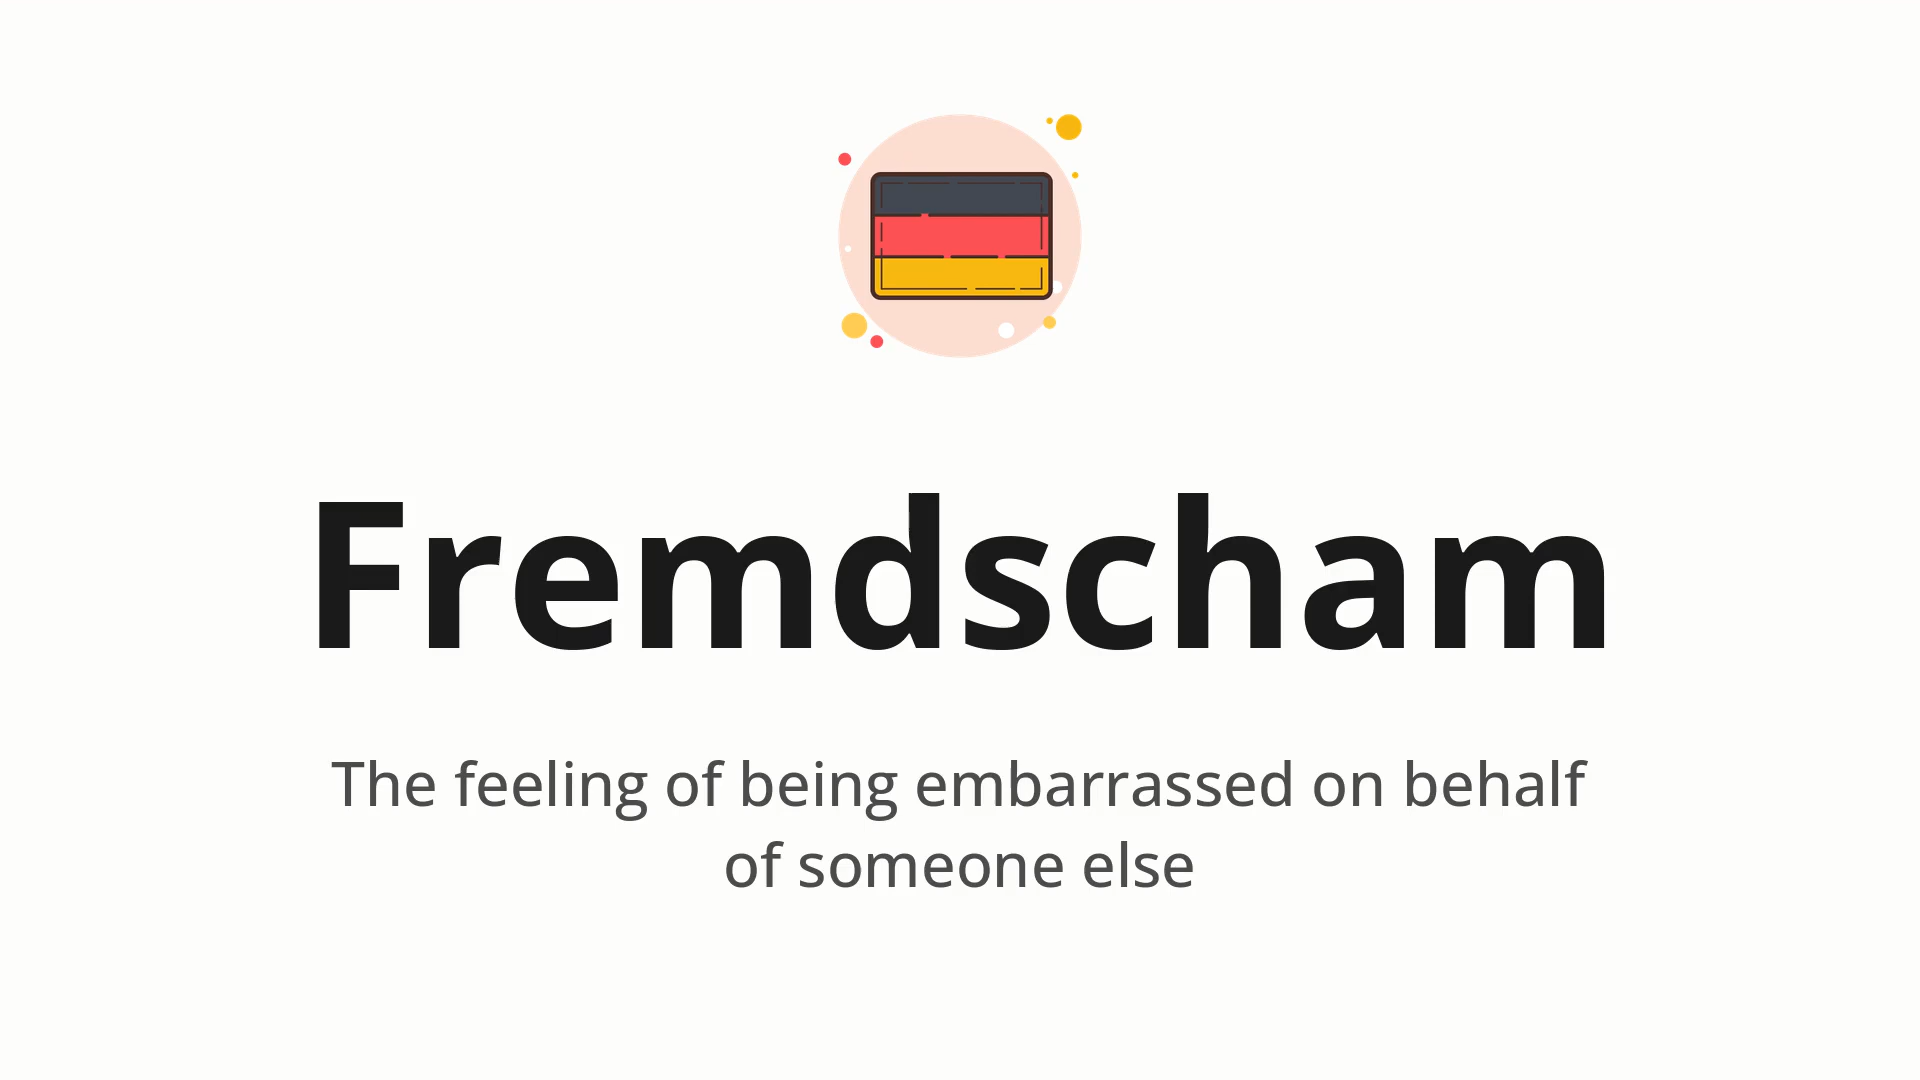 Fremdscham
The feeling of being embarrassed on behalf
of someone else